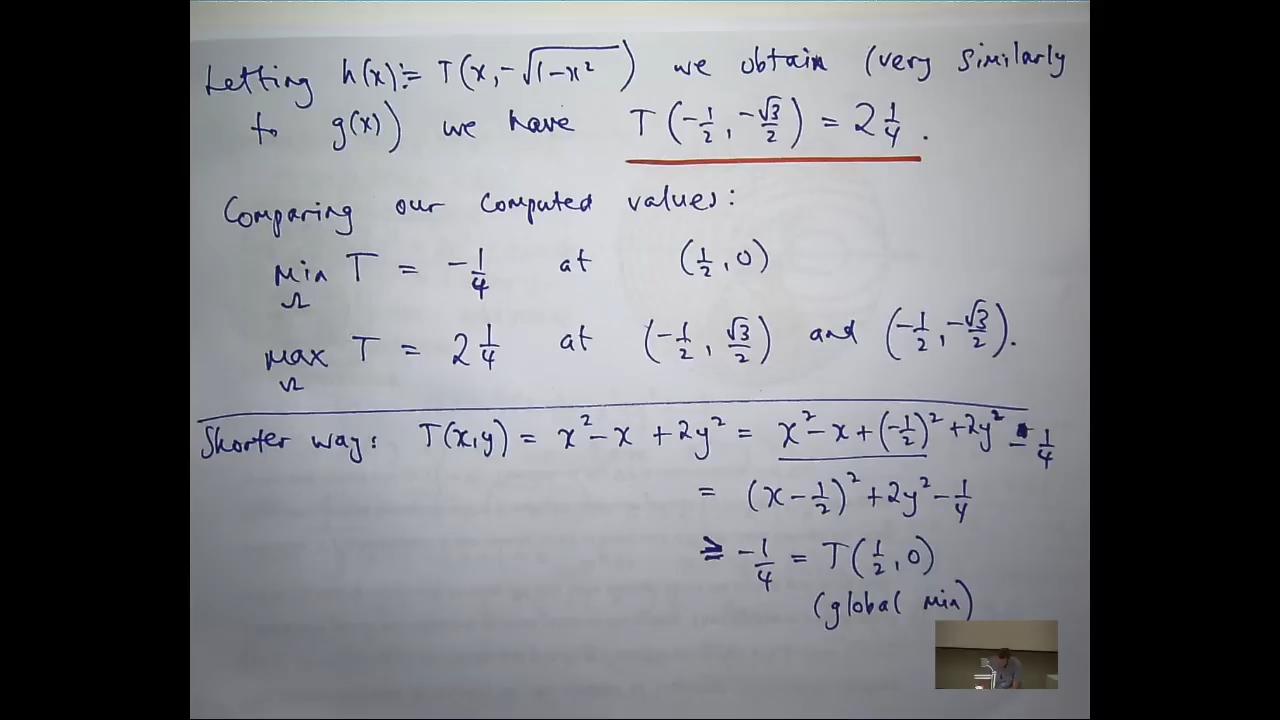 Letting h(x) := T(x, -√(1-x²)) we obtain (very similarly
to g(x)) we have T(-1/2, -√3/2) = 2 1/4.
Comparing our computed values:
min T = -1/4 at (1/2, 0)
Ω
max T = 2 1/4 at (-1/2, √3/2) and (-1/2, -√3/2).
Ω
Shorter way: T(x,y) = x² - x + 2y² = x² - x + (-1/2)² + 2y² - 1/4
= (x - 1/2)² + 2y² - 1/4
≥ -1/4 = T(1/2, 0)
(global min)